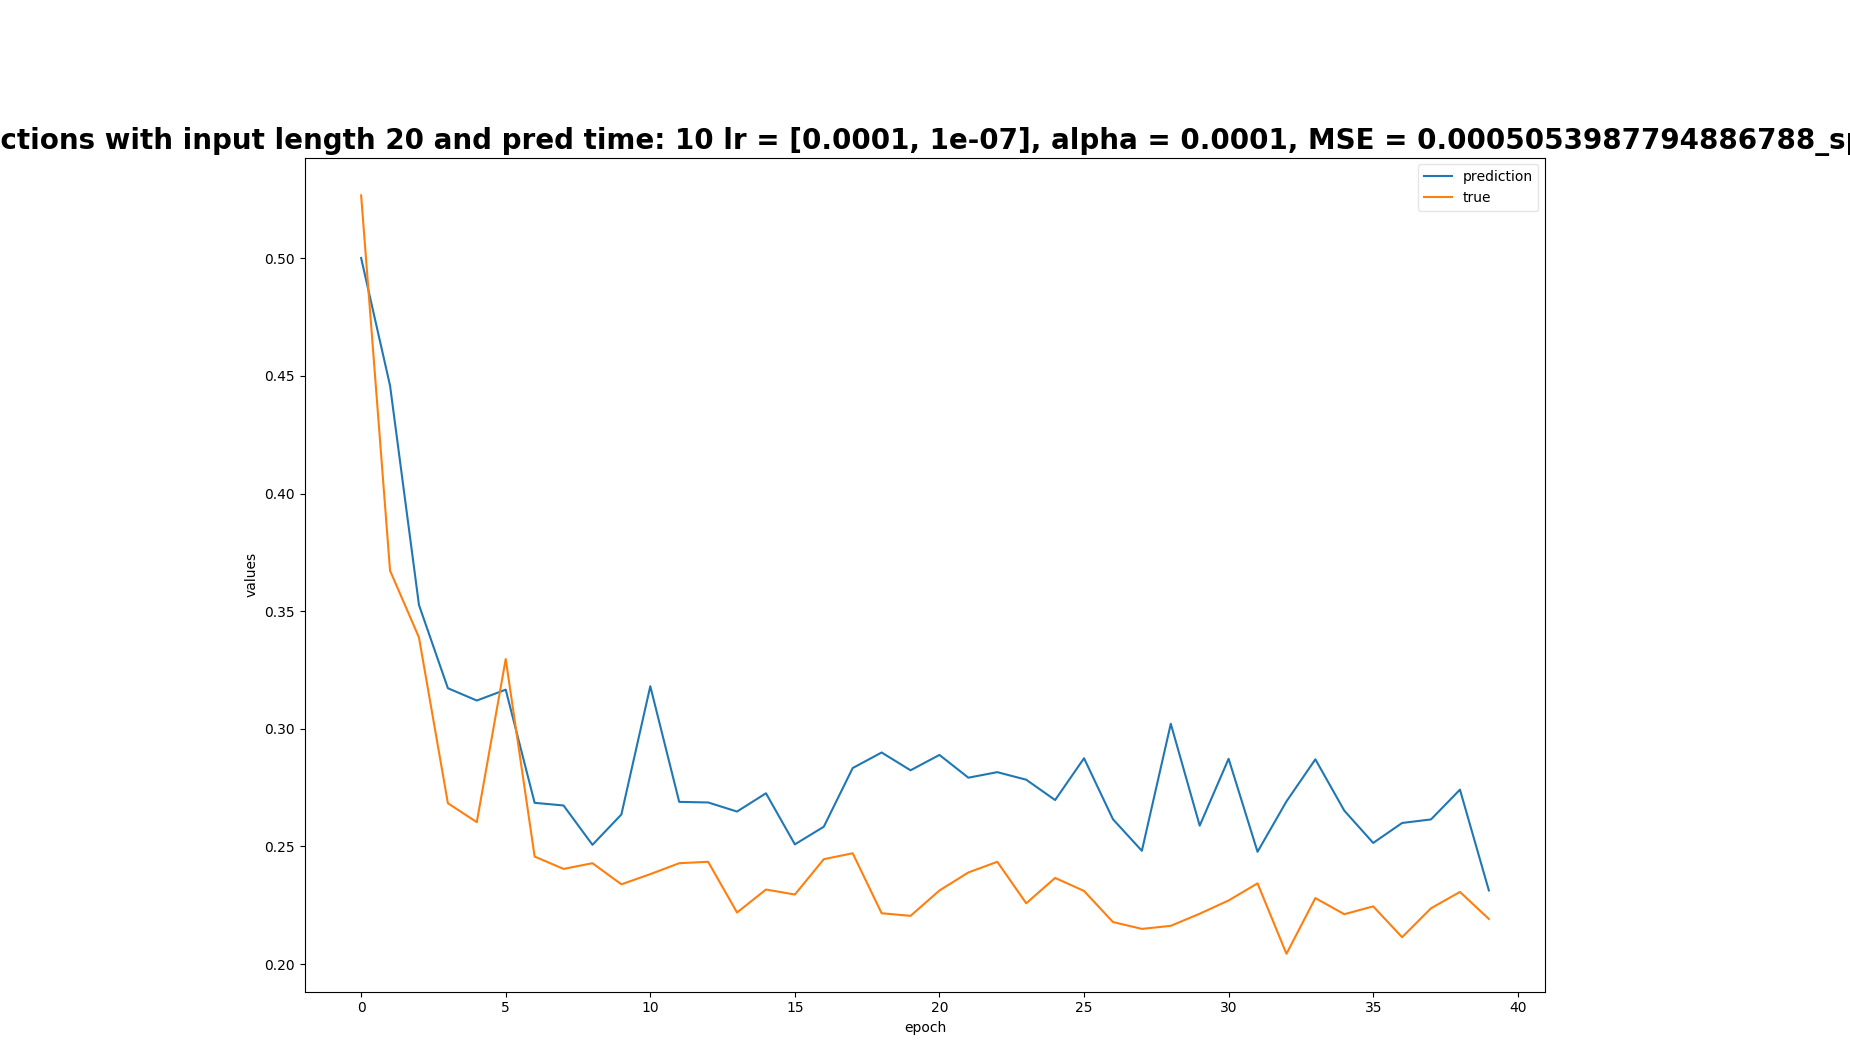 ctions with input length 20 and pred time: 10 lr = [0.0001, 1e-07], alpha = 0.0001, MSE = 0.0005053987794886788_sp
prediction
true
0.50
0.45
0.40
0.35
0.30
0.25
0.20
values
0 5 10 15 20 25 30 35 40
epoch